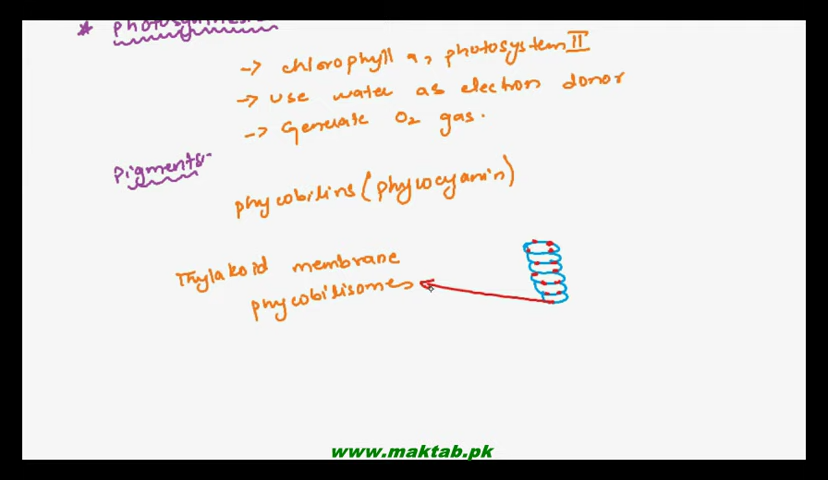 * Photosynthesis
-> chlorophyll a, photosystem II
-> Use water as electron donor
-> Generate O2 gas.
Pigments:-
phycobilins (phycocyanin)
Thylakoid membrane
phycobilisomes
www.maktab.pk